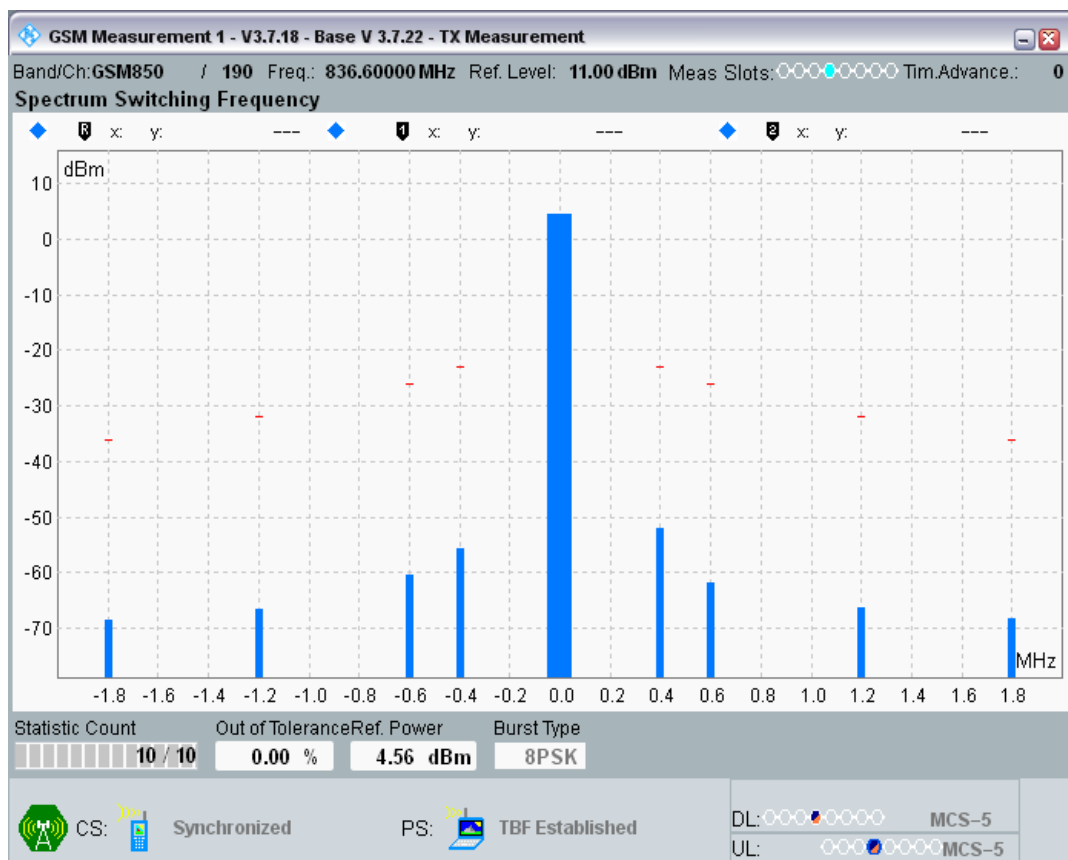 GSM Measurement 1 - V3.7.18 - Base V 3.7.22 - TX Measurement
Band/Ch:GSM850 / 190 Freq.: 836.60000 MHz Ref. Level: 11.00 dBm Meas Slots: Tim.Advance.: 0
Spectrum Switching Frequency
R x: y: --- 1 x: y: --- 2 x: y: ---
dBm
10
0
-10
-20
-30
-40
-50
-60
-70
MHz
-1.8 -1.6 -1.4 -1.2 -1.0 -0.8 -0.6 -0.4 -0.2 0.0 0.2 0.4 0.6 0.8 1.0 1.2 1.4 1.6 1.8
Statistic Count Out of Tolerance Ref. Power Burst Type
10 / 10 0.00 % 4.56 dBm 8PSK
CS: Synchronized PS: TBF Established DL: MCS-5
UL: MCS-5